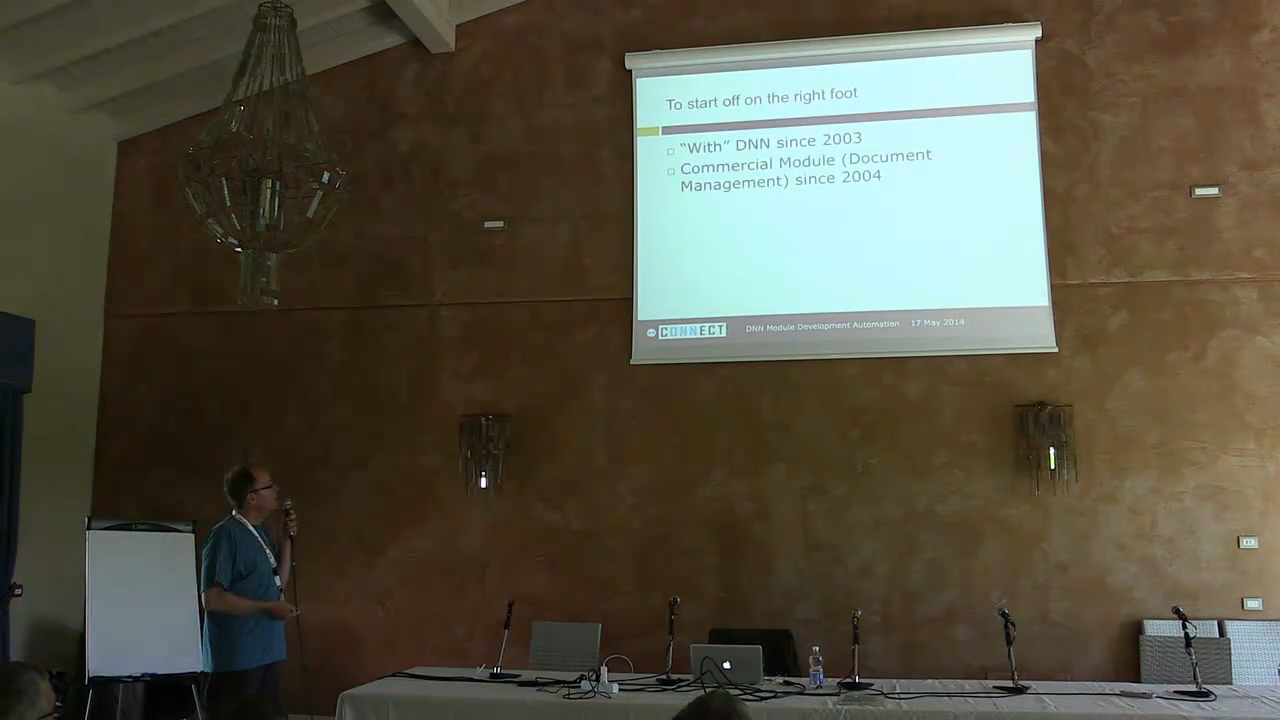 To start off on the right foot
“With” DNN since 2003
Commercial Module (Document
Management) since 2004
CONNECT DNN Module Development Automation 17 May 2014